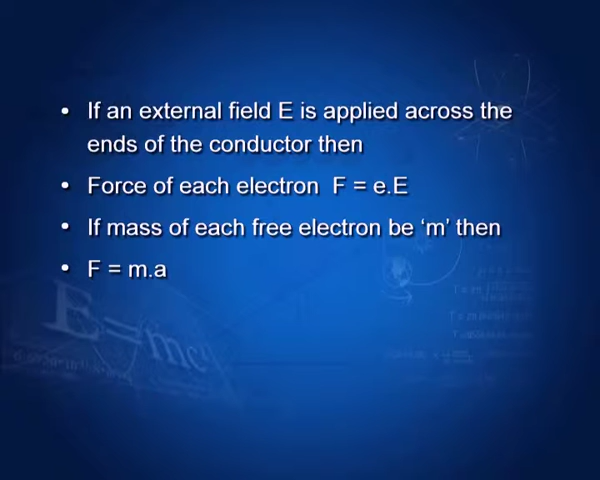 • If an external field E is applied across the
ends of the conductor then
• Force of each electron F = e.E
• If mass of each free electron be ‘m’ then
• F = m.a
E=mc²